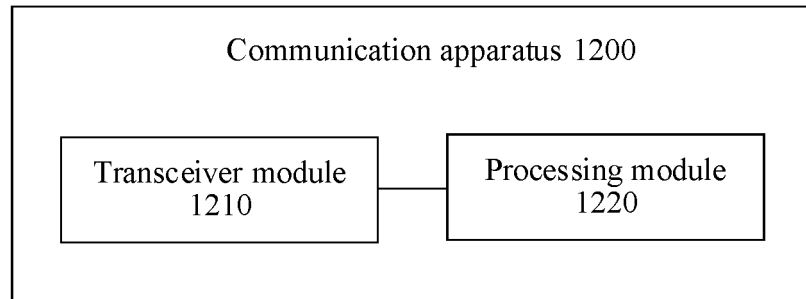 Communication apparatus 1200
Transceiver module
1210
Processing module
1220